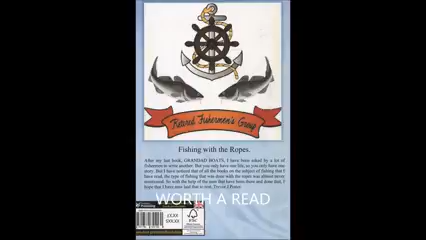 Retired Fishermen's Group
Fishing with the Ropes.
After my last book, GRANDAD BOATS, I have been asked by a lot of
fishermen to write another. But you only have one life, so you only have one
story. But I have noticed that of all the books on the subject of fishing that I
have read, the type of fishing that was done with the ropes was almost never
mentioned. So with the help of the men that have been there and done that, I
hope that I have now laid that to rest,
WORTH A READ
FSC